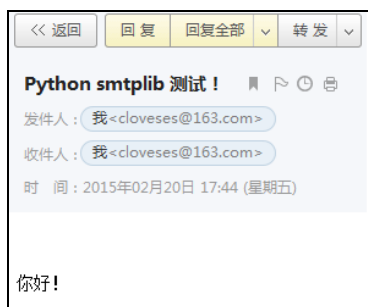 << 返回 回复 回复全部 转发
Python smtplib 测试！
发件人：我<cloveses@163.com>
收件人：我<cloveses@163.com>
时 间：2015年02月20日 17:44 (星期五)
你好!